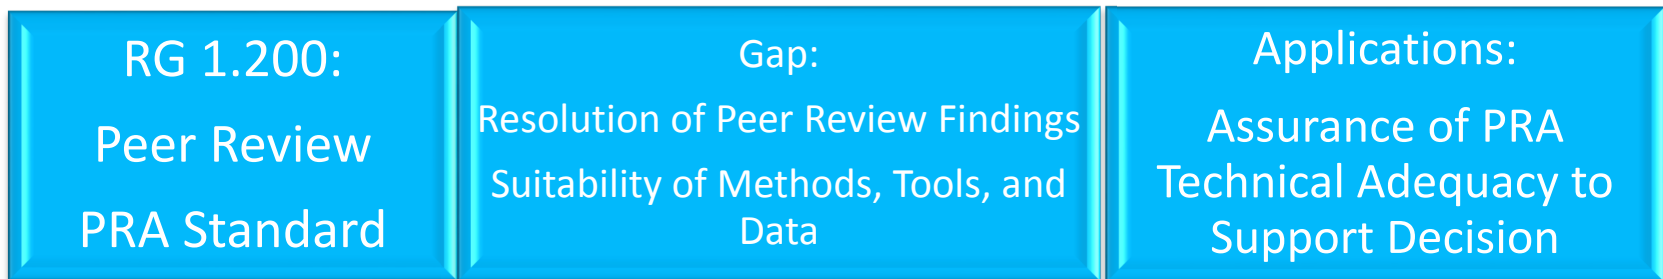 RG 1.200:
Peer Review
PRA Standard
Gap:
Resolution of Peer Review Findings
Suitability of Methods, Tools, and
Data
Applications:
Assurance of PRA
Technical Adequacy to
Support Decision